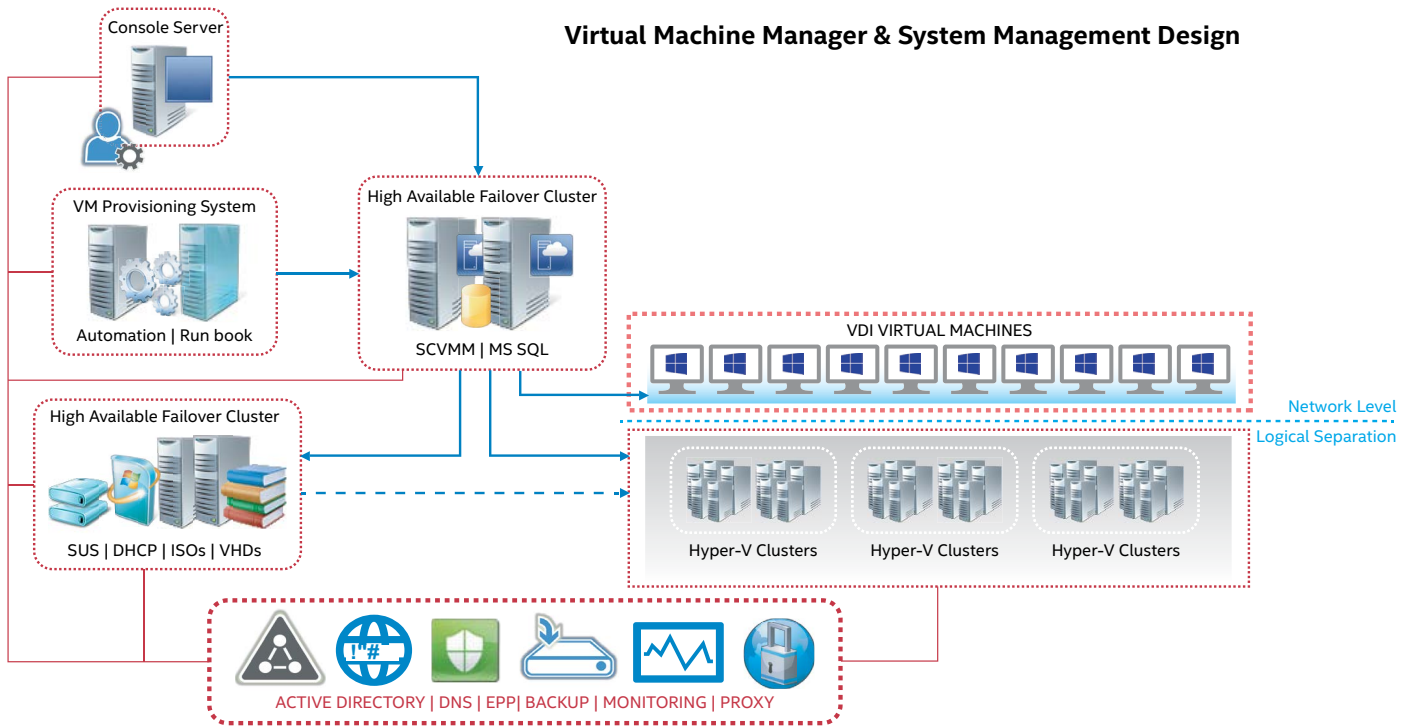 Console Server
Virtual Machine Manager & System Management Design
VM Provisioning System
Automation | Run book
High Available Failover Cluster
SCVMM | MS SQL
VDI VIRTUAL MACHINES
Network Level
Logical Separation
High Available Failover Cluster
SUS | DHCP | ISOs | VHDs
Hyper-V Clusters
Hyper-V Clusters
Hyper-V Clusters
!"#
ACTIVE DIRECTORY | DNS | EPP| BACKUP | MONITORING | PROXY